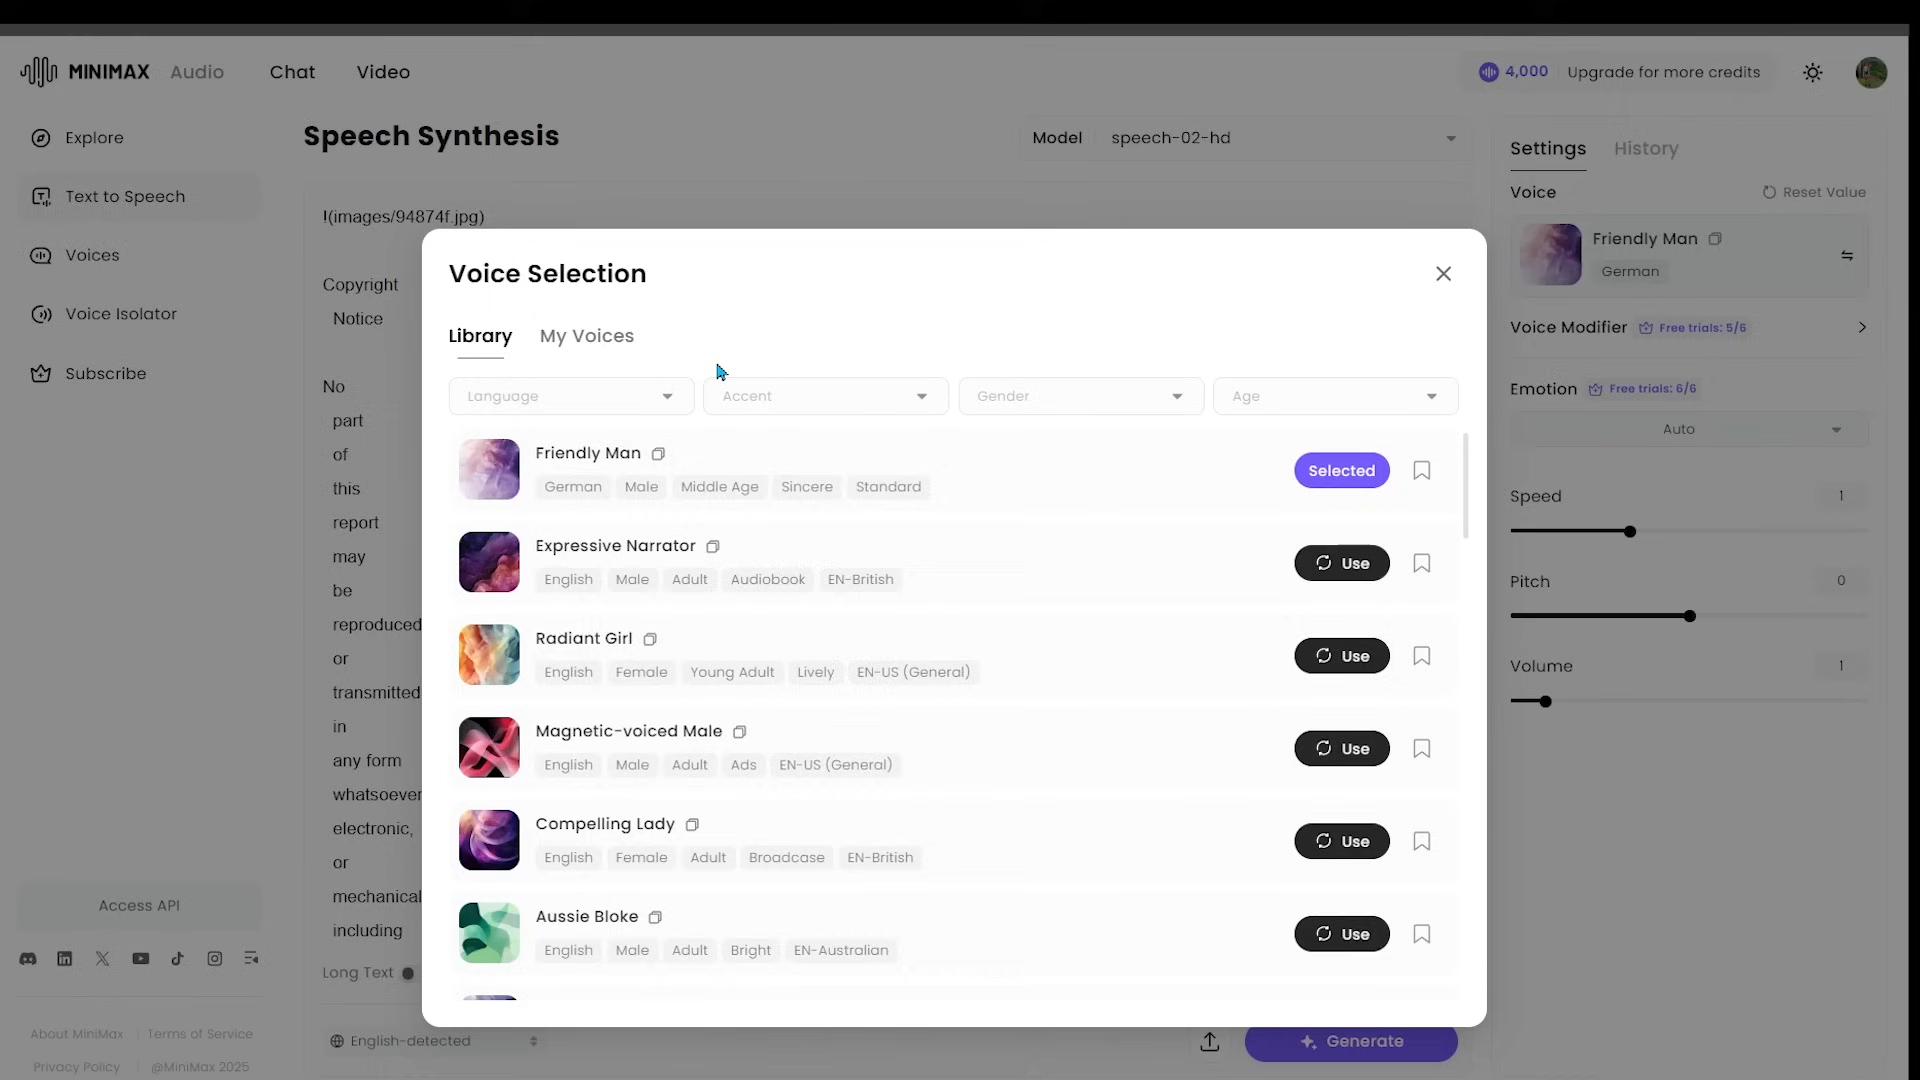 MINIMAX Audio Chat Video
4,000 Upgrade for more credits
Explore
Text to Speech
Voices
Voice Isolator
Subscribe
Access API
About MiniMax Terms of Service
Privacy Policy @MiniMax 2025
Speech Synthesis
Model speech-02-hd
!(images/94874f.jpg)
Copyright
Notice
No
part
of
this
report
may
be
reproduced
or
transmitted
in
any form
whatsoever
electronic,
or
mechanical
including
Long Text
English-detected
Generate
Voice Selection
Library My Voices
Language Accent Gender Age
Friendly Man
German Male Middle Age Sincere Standard
Selected
Expressive Narrator
English Male Adult Audiobook EN-British
Use
Radiant Girl
English Female Young Adult Lively EN-US (General)
Use
Magnetic-voiced Male
English Male Adult Ads EN-US (General)
Use
Compelling Lady
English Female Adult Broadcase EN-British
Use
Aussie Bloke
English Male Adult Bright EN-Australian
Use
Settings History
Voice Reset Value
Friendly Man
German
Voice Modifier Free trials: 5/6
Emotion Free trials: 6/6
Auto
Speed 1
Pitch 0
Volume 1